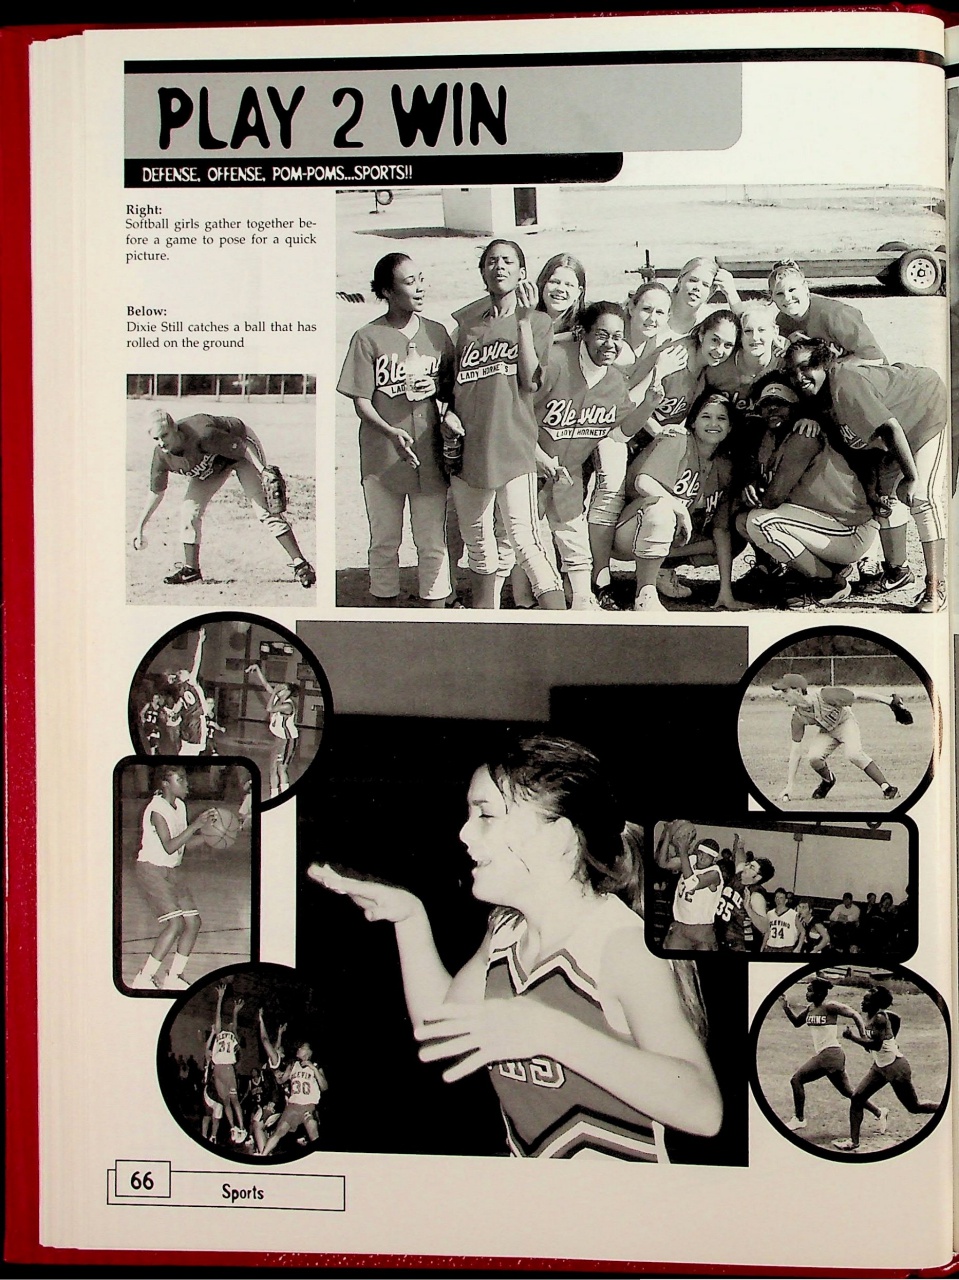 PLAY 2 WIN
DEFENSE, OFFENSE, POM-POMS...SPORTS!!
Right:
Softball girls gather together be-
fore a game to pose for a quick
picture.
Below:
Dixie Still catches a ball that has
rolled on the ground
Blevins
LADY HORNETS
Blevins
LADY HORNETS
31
30
32
35
BLEVINS
34
66
Sports